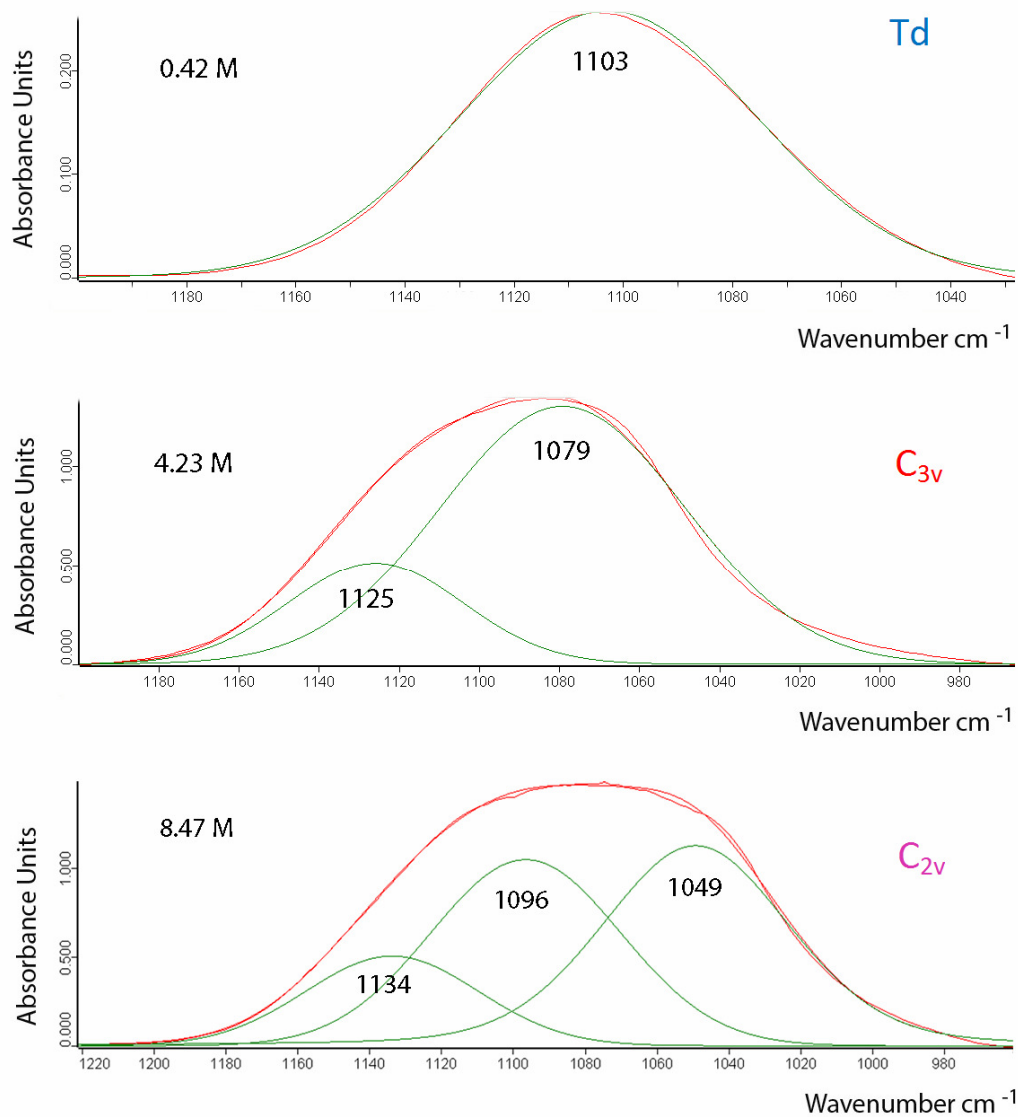 Td
0.42 M
1103
Absorbance Units
0.000 0.100 0.200
1180 1160 1140 1120 1100 1080 1060 1040
Wavenumber cm -1
4.23 M
1079
C3v
1125
Absorbance Units
0.000 0.500 1.000
1180 1160 1140 1120 1100 1080 1060 1040 1020 1000 980
Wavenumber cm -1
8.47 M
C2v
1096
1049
1134
Absorbance Units
0.000 0.500 1.000
1220 1200 1180 1160 1140 1120 1100 1080 1060 1040 1020 1000 980
Wavenumber cm -1